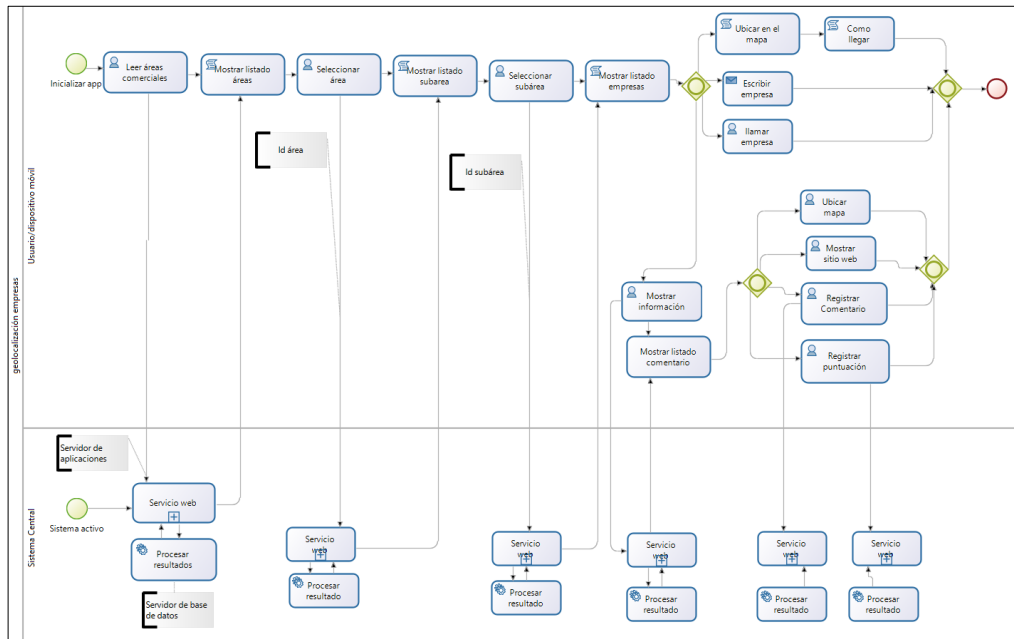 geolocalización empresas
Usuario/dispositivo móvil
Inicializar app
Leer áreas
comerciales
Mostrar listado
áreas
Seleccionar
área
Mostrar listado
subarea
Seleccionar
subárea
Mostrar listado
empresas
Ubicar en el
mapa
Como
llegar
Escribir
empresa
llamar
empresa
Id área
Id subárea
Ubicar
mapa
Mostrar
sitio web
Mostrar
información
Registrar
Comentario
Mostrar listado
comentario
Registrar
puntuación
Sistema Central
Servidor de
aplicaciones
Sistema activo
Servicio web
Procesar
resultados
Servidor de base
de datos
Servicio
web
Procesar
resultado
Servicio
web
Procesar
resultado
Servicio
web
Procesar
resultado
Servicio
web
Procesar
resultado
Servicio
web
Procesar
resultado